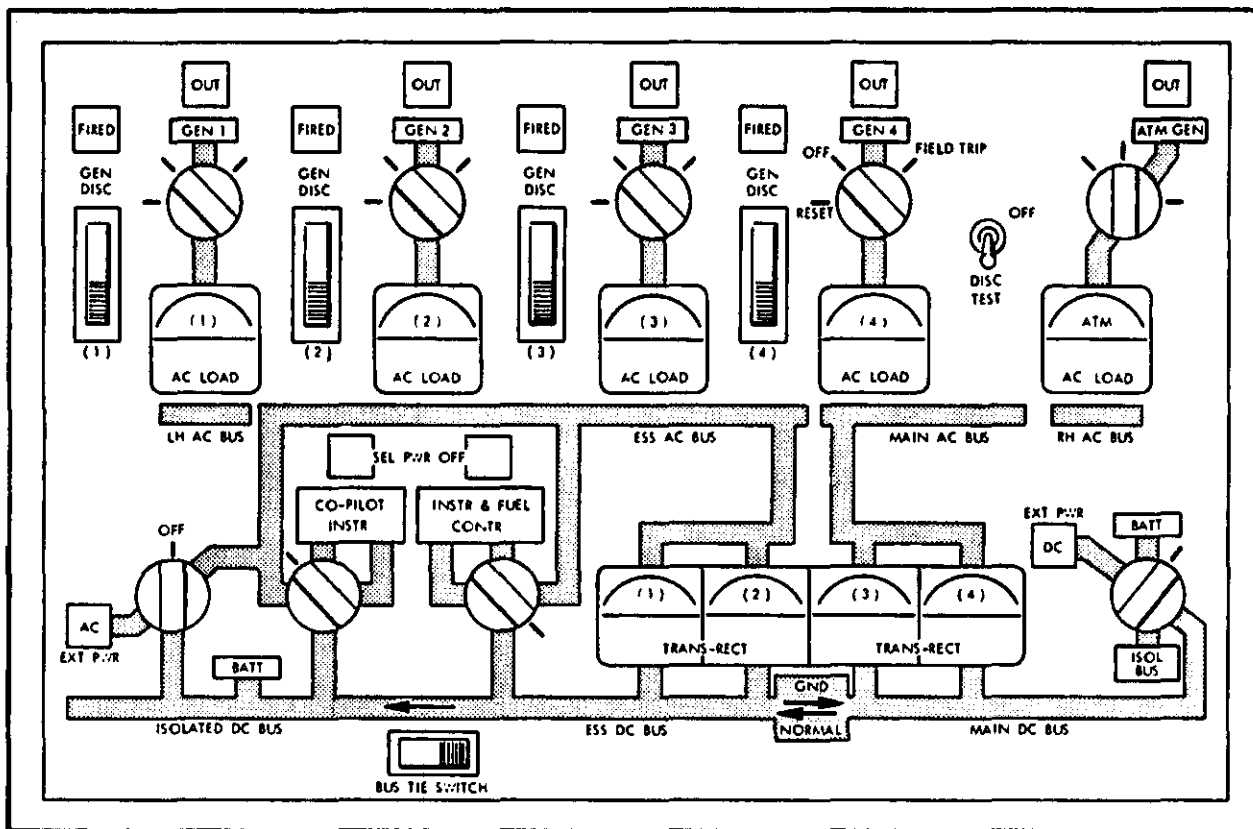 OUT OUT OUT OUT OUT
FIRED GEN 1 FIRED GEN 2 FIRED GEN 3 FIRED GEN 4 ATM GEN
GEN DISC GEN DISC GEN DISC GEN DISC OFF FIELD TRIP
RESET OFF
DISC TEST
(1) (2) (3) (4) ATM
(1) (2) (3) (4)
AC LOAD AC LOAD AC LOAD AC LOAD AC LOAD
LH AC BUS ESS AC BUS MAIN AC BUS RH AC BUS
SEL PWR OFF
CO-PILOT INSTR
INSTR & FUEL CONTR
OFF
EXT PWR
DC
BATT
(1) (2) (3) (4)
AC
EXT PWR
TRANS-RECT TRANS-RECT
ISOL BUS
BATT
GND
ISOLATED DC BUS ESS DC BUS NORMAL MAIN DC BUS
BUS TIE SWITCH